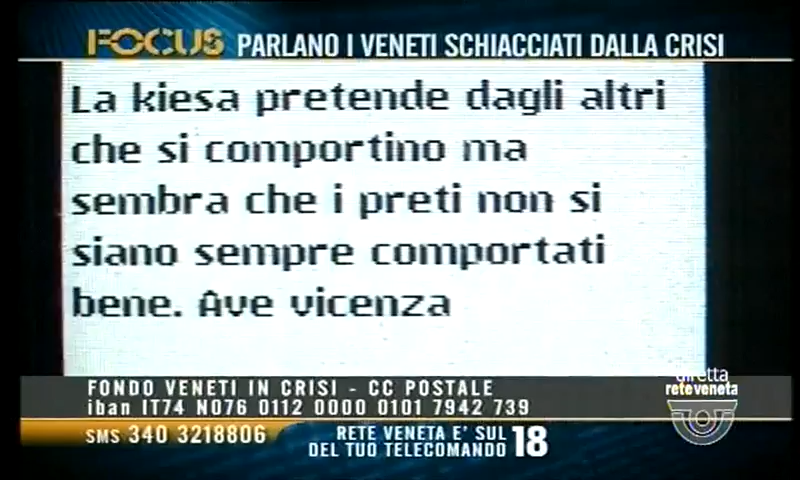 FOCUS PARLANO I VENETI SCHIACCIATI DALLA CRISI
La kiesa pretende dagli altri
che si comportino ma
sembra che i preti non si
siano sempre comportati
bene. Ave vicenza
diretta
reteveneta
FONDO VENETI IN CRISI - CC POSTALE
iban IT74 N076 0112 0000 0101 7942 739
SMS 340 3218806
RETE VENETA E' SUL 18
DEL TUO TELECOMANDO